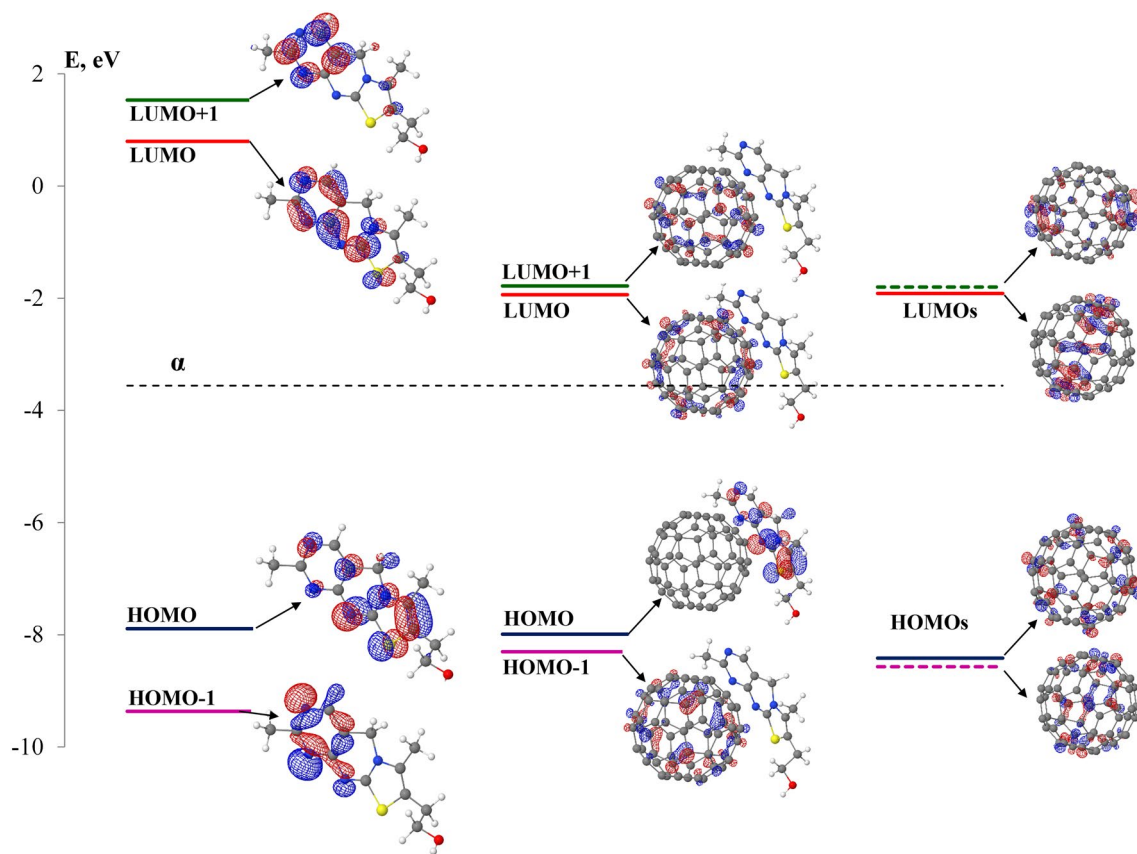 E, eV
2
LUMO+1
LUMO
0
LUMO+1
LUMO
-2
LUMOs
α
-4
-6
HOMO
HOMO
HOMOs
-8
HOMO-1
HOMO-1
-10